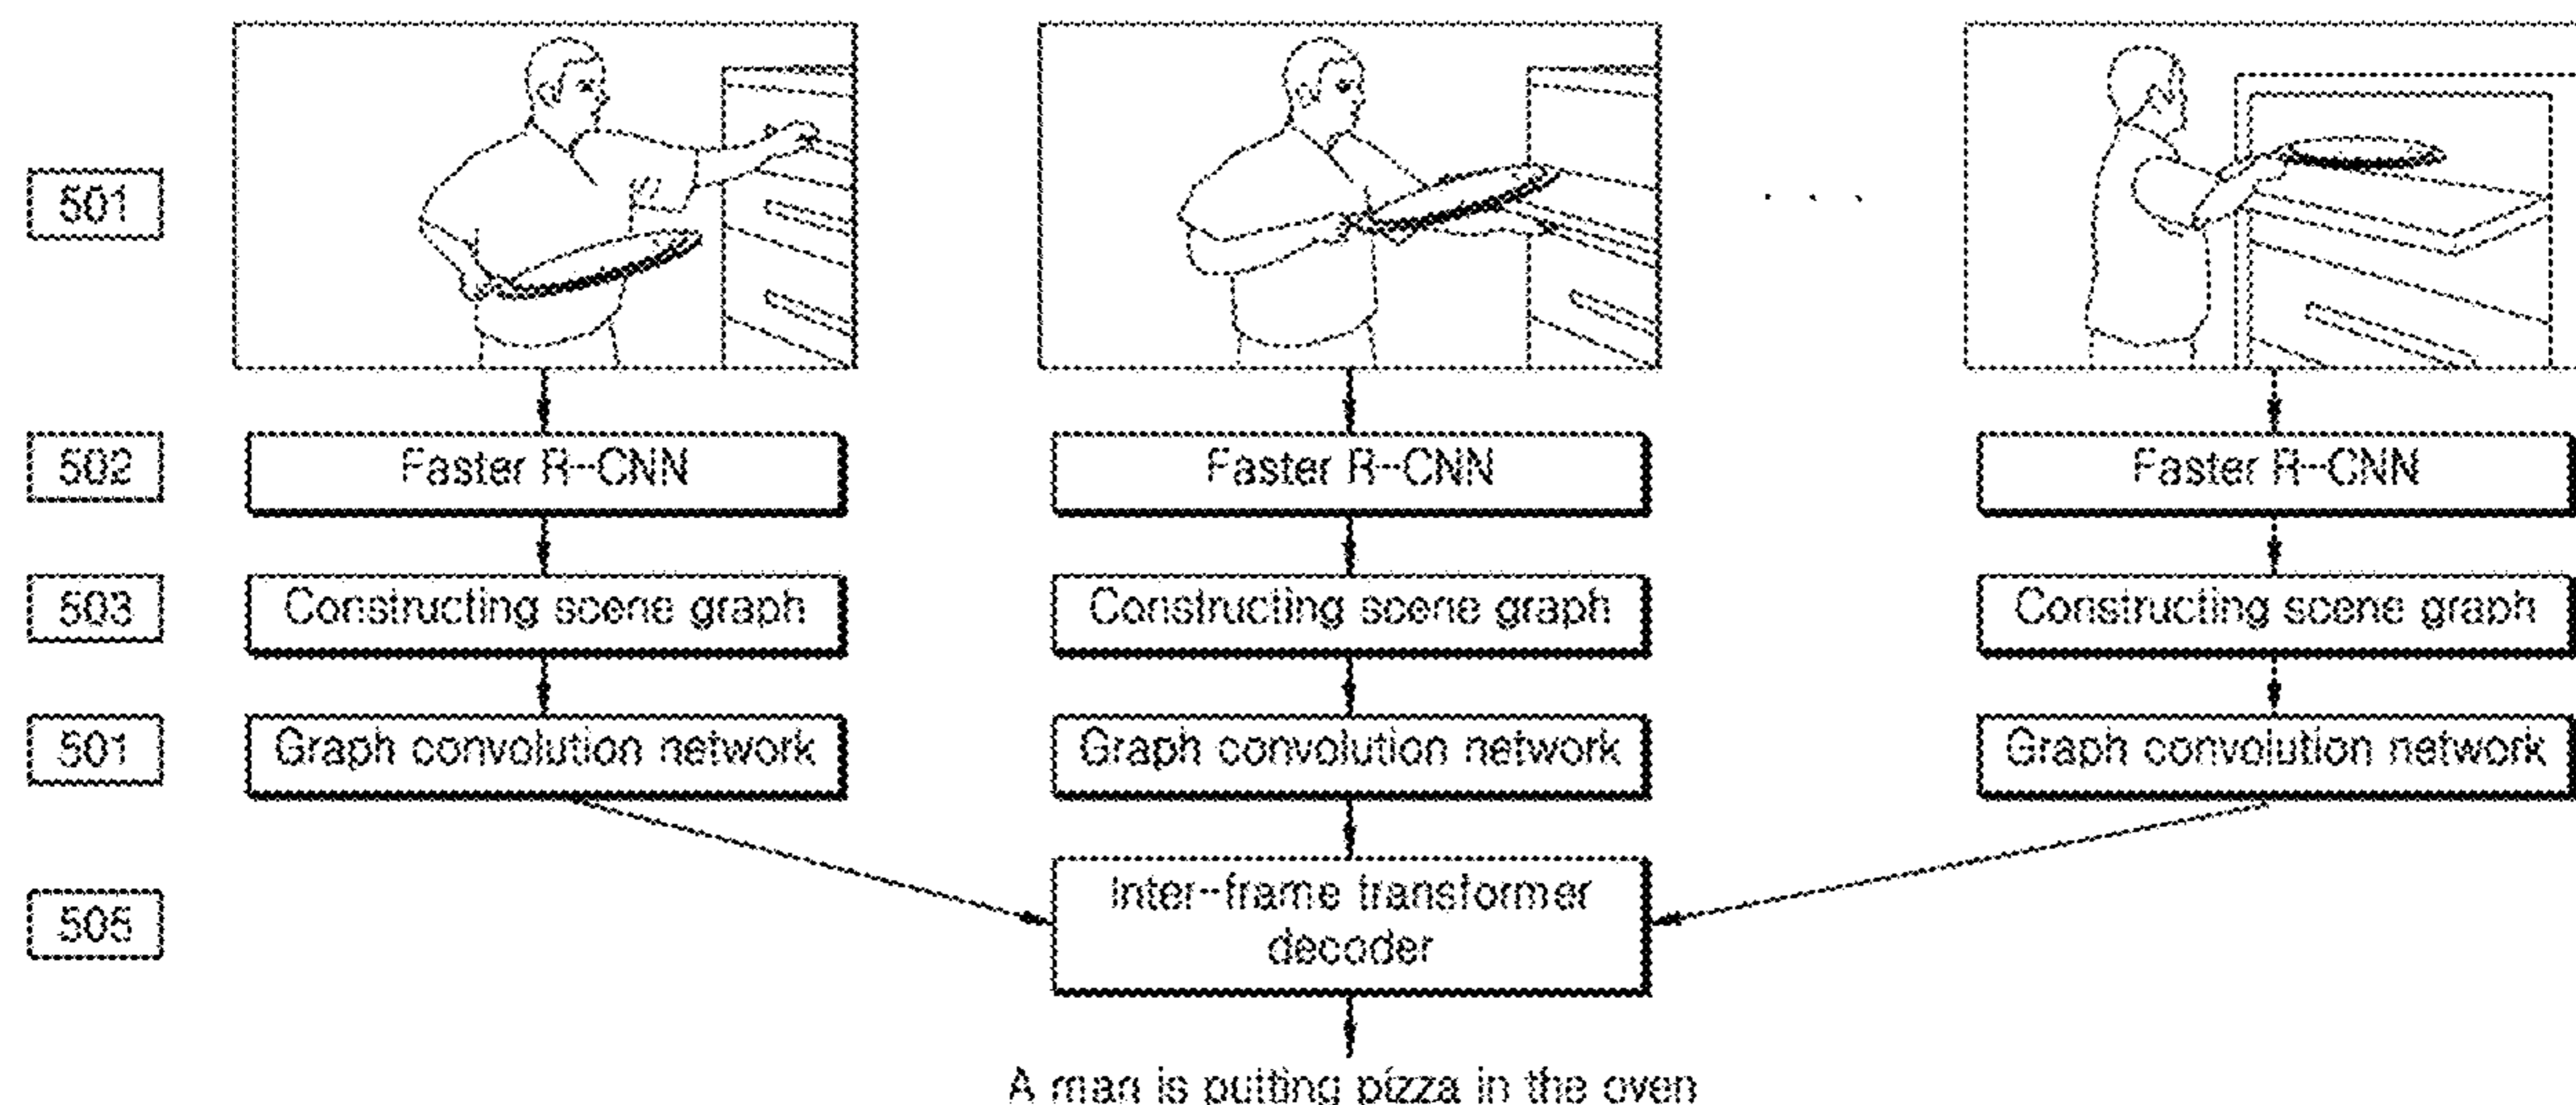 501
502 Faster R-CNN Faster R-CNN Faster R-CNN
503 Constructing scene graph Constructing scene graph Constructing scene graph
501 Graph convolution network Graph convolution network Graph convolution network
505 Inter-frame transformer
decoder
A man is putting pizza in the oven